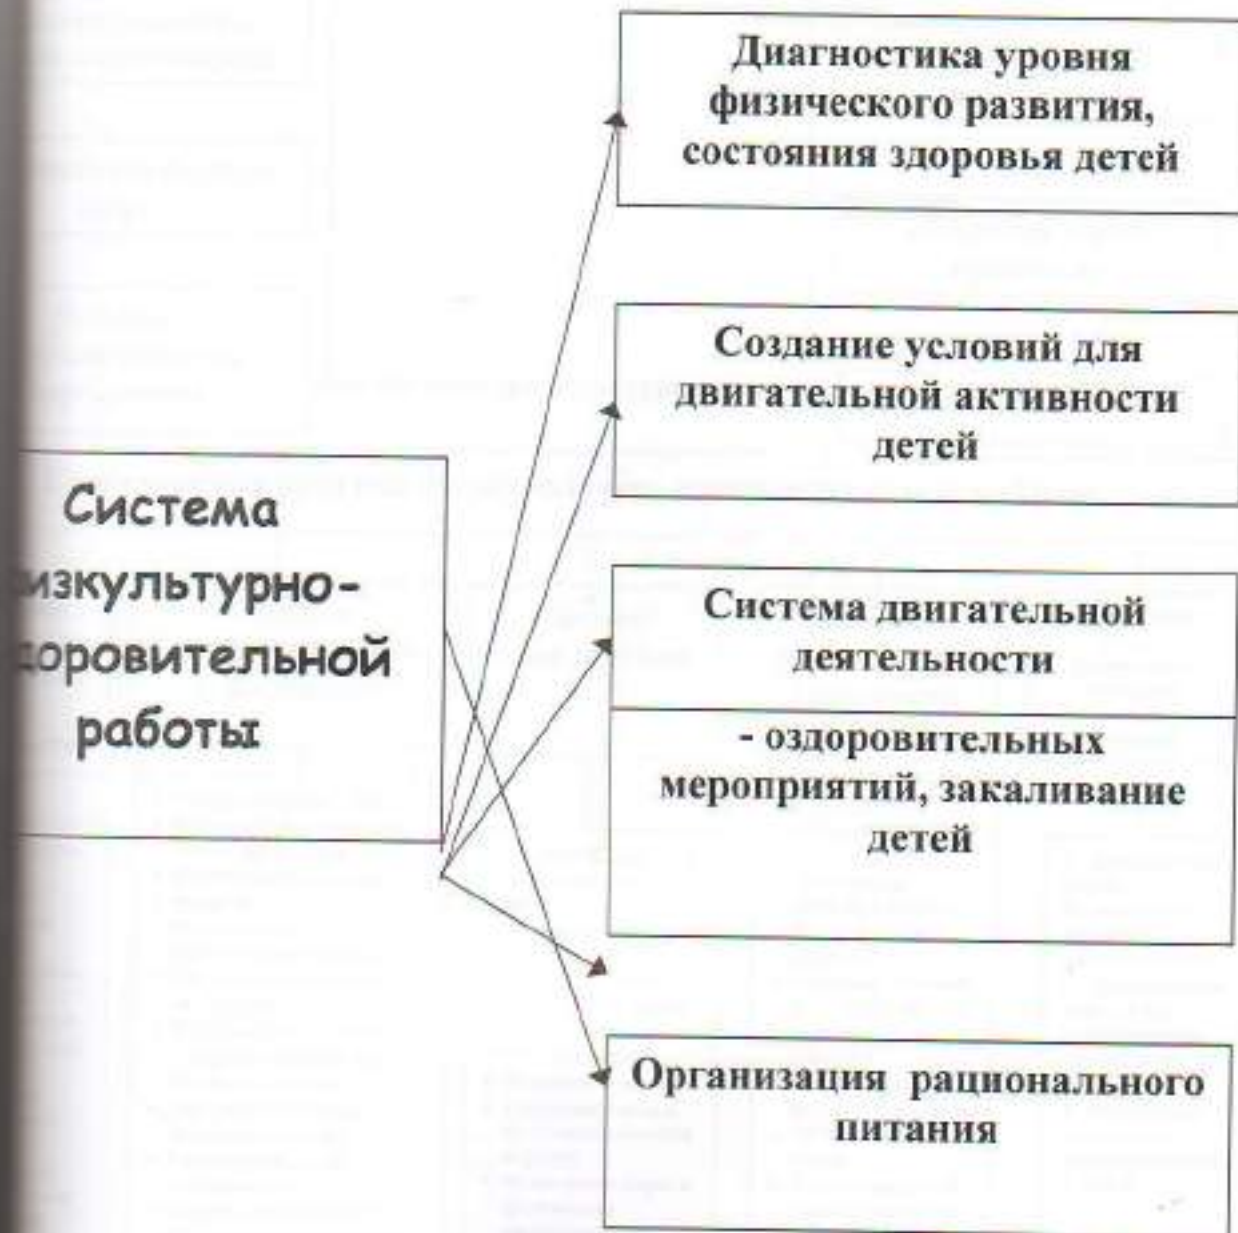 Диагностика уровня
физического развития,
состояния здоровья детей
Создание условий для
двигательной активности
детей
Система
изкультурно-
доровительной
работы
Система двигательной
деятельности
- оздоровительных
мероприятий, закаливание
детей
Организация рационального
питания